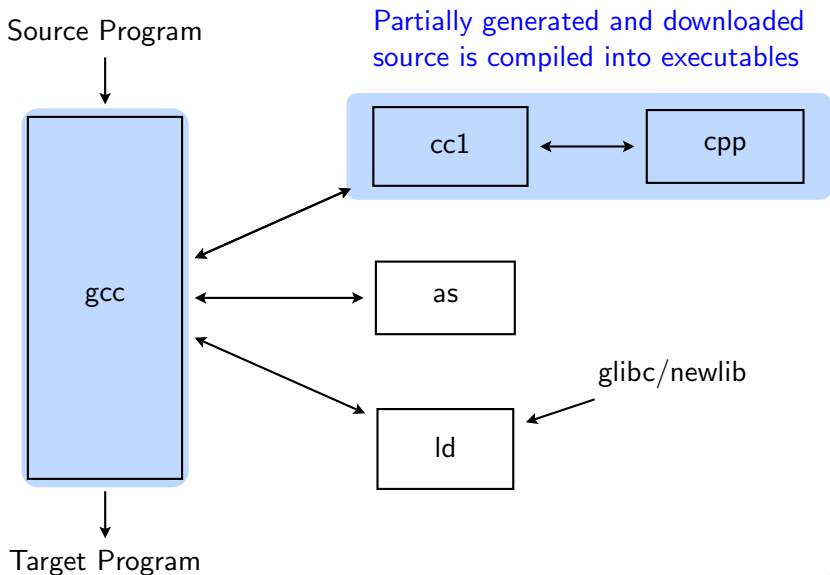 Source Program
Partially generated and downloaded
source is compiled into executables
cc1
cpp
gcc
as
glibc/newlib
ld
Target Program